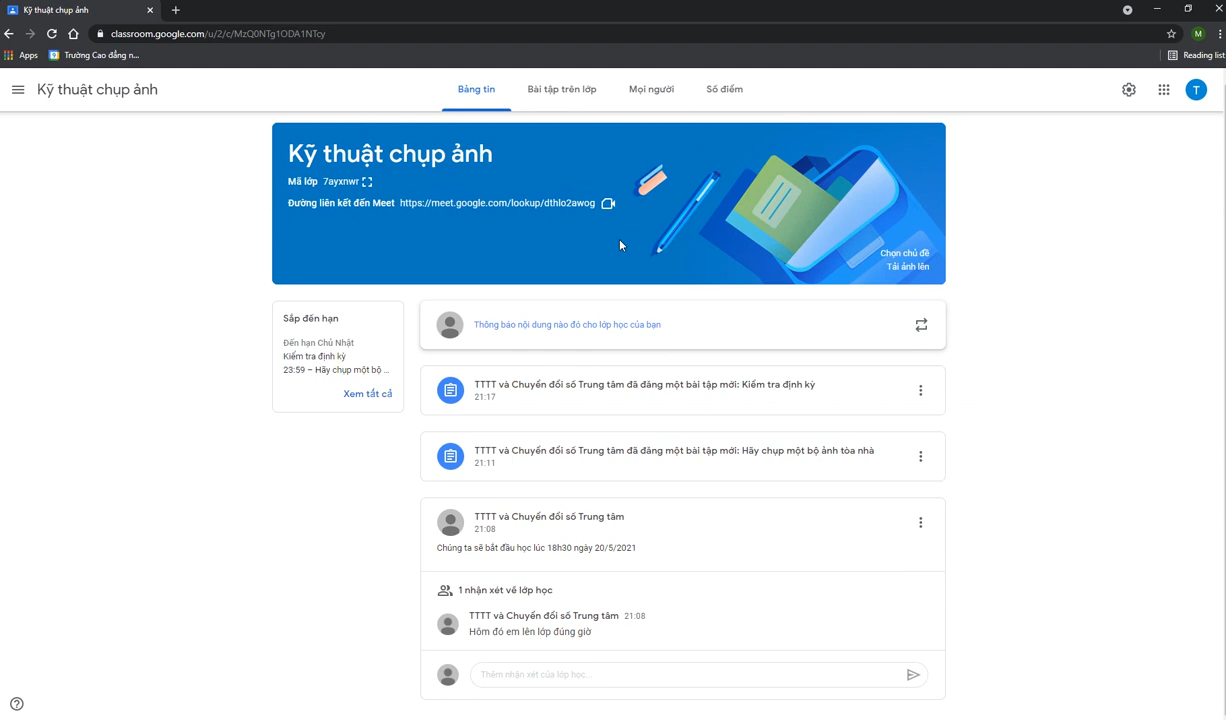 Kỹ thuật chụp ảnh
classroom.google.com/u/2/c/MzQ0NTg1ODA1NTcy
M
Apps
Trường Cao đẳng n...
Reading list
Kỹ thuật chụp ảnh
Bảng tin
Bài tập trên lớp
Mọi người
Số điểm
T
Kỹ thuật chụp ảnh
Mã lớp 7ayxnwr
Đường liên kết đến Meet https://meet.google.com/lookup/dthlo2awog
Chọn chủ đề
Tải ảnh lên
Sắp đến hạn
Đến hạn Chủ Nhật
Kiểm tra định kỳ
23:59 – Hãy chụp một bộ ...
Xem tất cả
Thông báo nội dung nào đó cho lớp học của bạn
TTTT và Chuyển đổi số Trung tâm đã đăng một bài tập mới: Kiểm tra định kỳ
21:17
TTTT và Chuyển đổi số Trung tâm đã đăng một bài tập mới: Hãy chụp một bộ ảnh tòa nhà
21:11
TTTT và Chuyển đổi số Trung tâm
21:08
Chúng ta sẽ bắt đầu học lúc 18h30 ngày 20/5/2021
1 nhận xét về lớp học
TTTT và Chuyển đổi số Trung tâm 21:08
Hôm đó em lên lớp đúng giờ
Thêm nhận xét của lớp học...